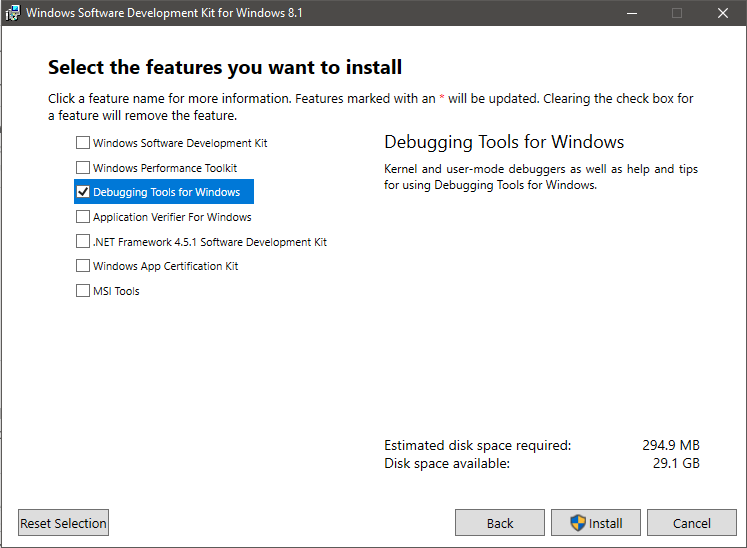 Windows Software Development Kit for Windows 8.1
Select the features you want to install
Click a feature name for more information. Features marked with an * will be updated. Clearing the check box for
a feature will remove the feature.
Windows Software Development Kit
Windows Performance Toolkit
Debugging Tools for Windows
Application Verifier For Windows
.NET Framework 4.5.1 Software Development Kit
Windows App Certification Kit
MSI Tools
Debugging Tools for Windows
Kernel and user-mode debuggers as well as help and tips
for using Debugging Tools for Windows.
Estimated disk space required: 294.9 MB
Disk space available: 29.1 GB
Reset Selection Back Install Cancel